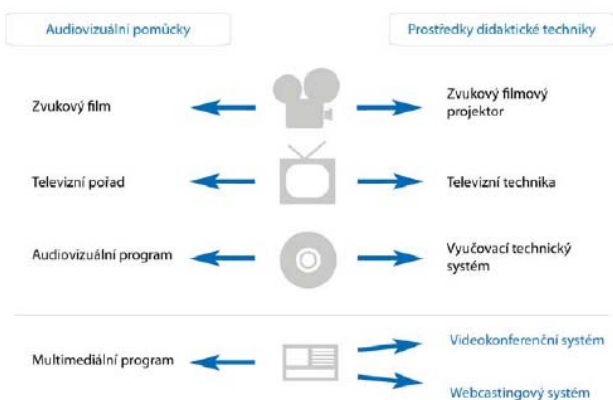 Audiovizuální pomůcky
Prostředky didaktické techniky
Zvukový film
Zvukový filmový
projektor
Televizní pořad
Televizní technika
Audiovizuální program
Vyučovací technický
systém
Multimediální program
Videokonferenční systém
Webcastingový systém